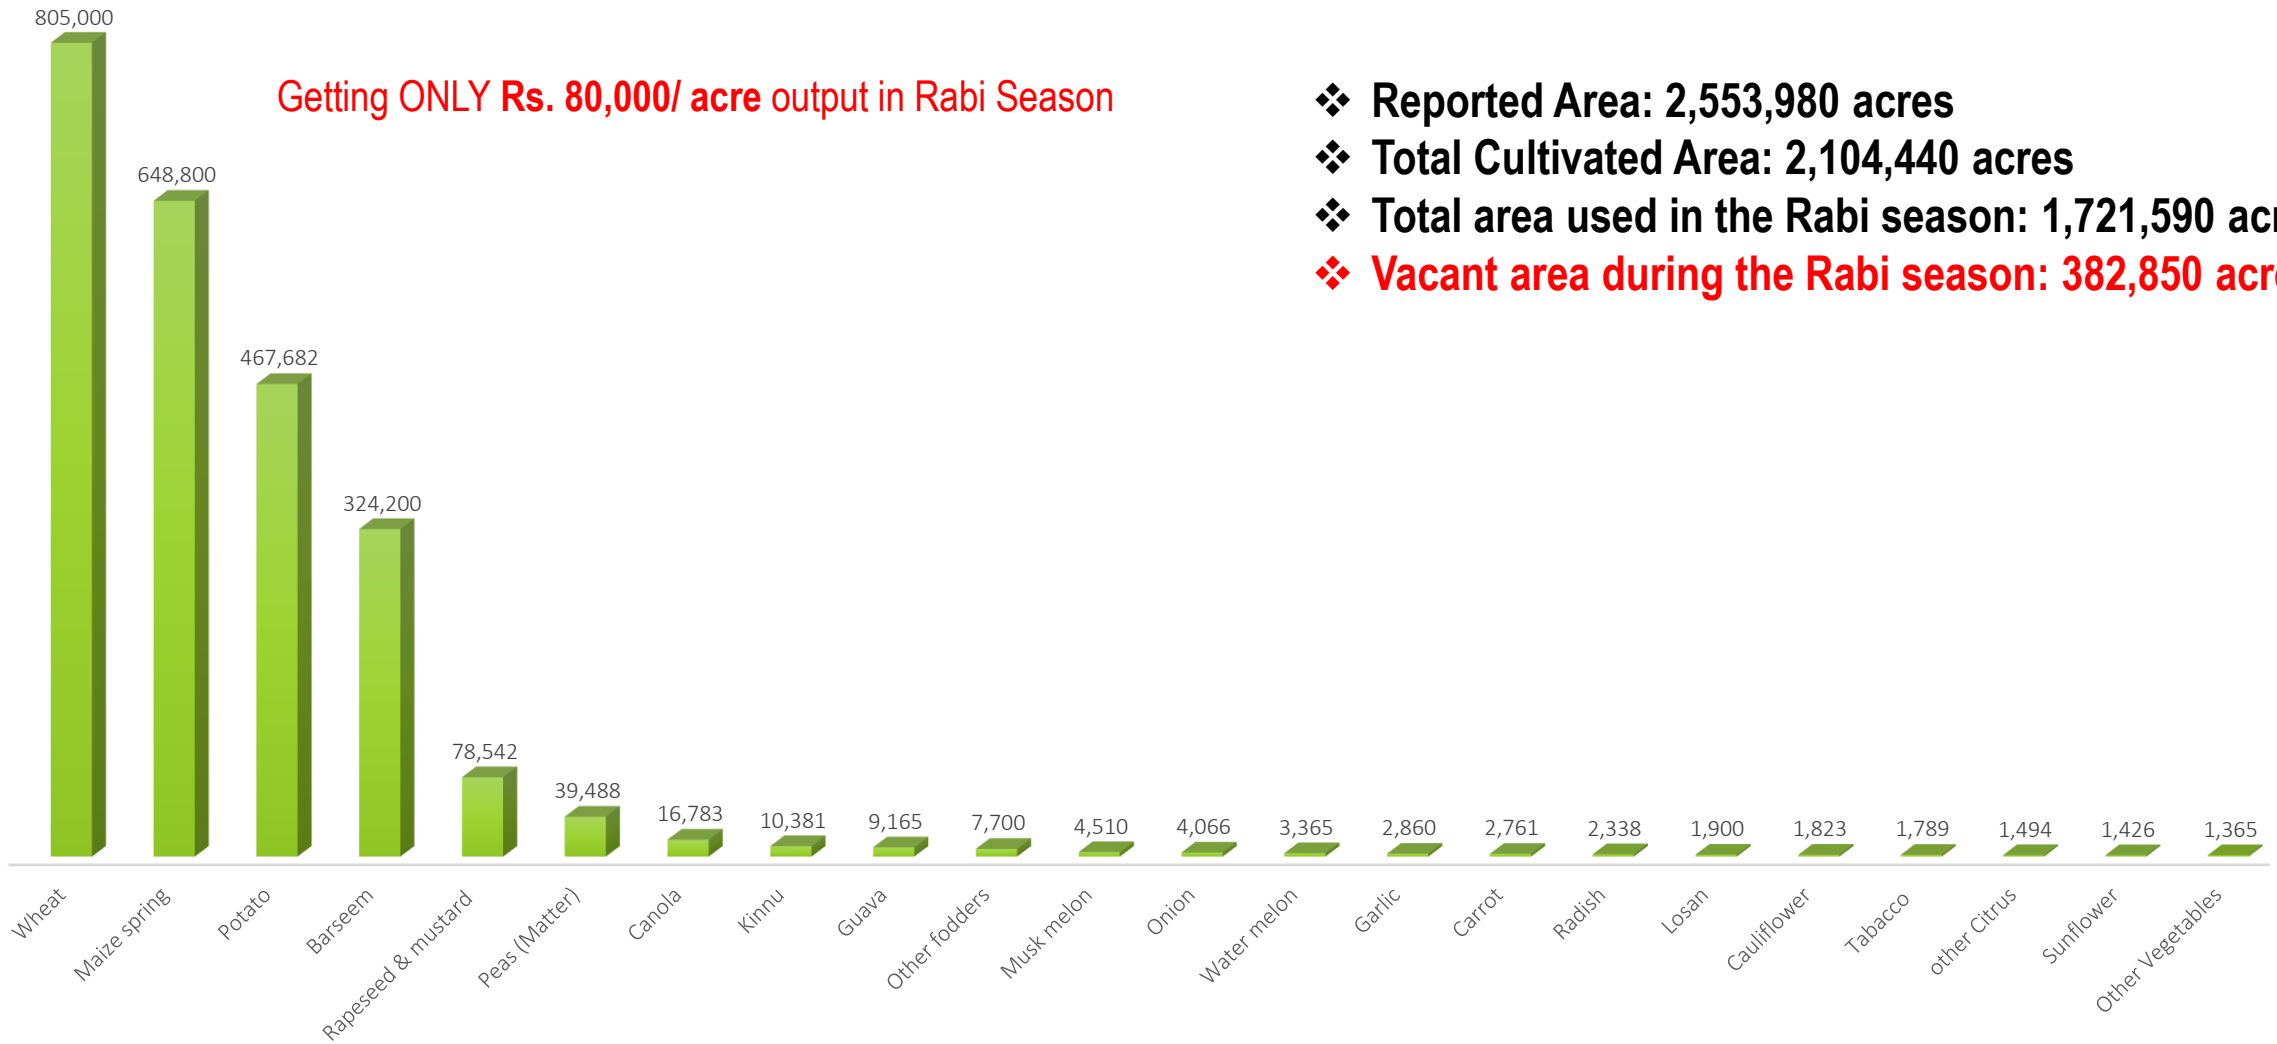 805,000
Getting ONLY Rs. 80,000/ acre output in Rabi Season
❖ Reported Area: 2,553,980 acres
❖ Total Cultivated Area: 2,104,440 acres
❖ Total area used in the Rabi season: 1,721,590 acr
❖ Vacant area during the Rabi season: 382,850 acr
648,800
467,682
324,200
78,542
39,488
16,783
10,381
9,165
7,700
4,510
4,066
3,365
2,860
2,761
2,338
1,900
1,823
1,789
1,494
1,426
1,365
Wheat
Maize spring
Potato
Barseem
Rapeseed & mustard
Peas (Matter)
Canola
Kinnu
Guava
Other fodders
Musk melon
Onion
Water melon
Garlic
Carrot
Radish
Losan
Cauliflower
Tabacco
other Citrus
Sunflower
Other Vegetables